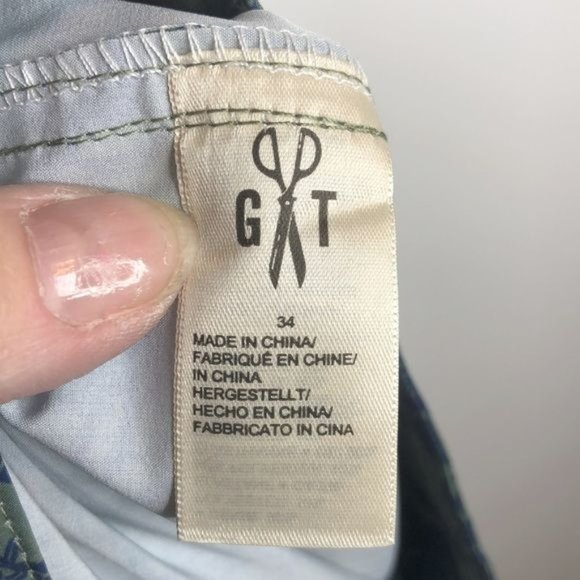 G T
34
MADE IN CHINA/
FABRIQUÉ EN CHINE/
IN CHINA
HERGESTELLT/
HECHO EN CHINA/
FABBRICATO IN CINA